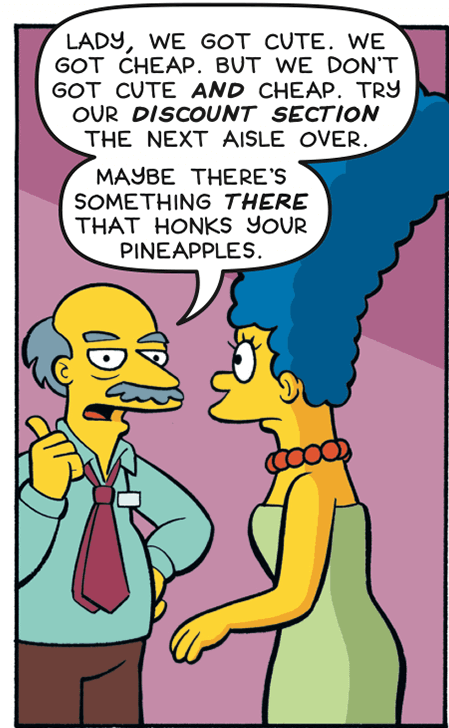 LADY, WE GOT CUTE. WE
GOT CHEAP. BUT WE DON'T
GOT CUTE AND CHEAP. TRY
OUR DISCOUNT SECTION
THE NEXT AISLE OVER.
MAYBE THERE'S
SOMETHING THERE
THAT HONKS YOUR
PINEAPPLES.